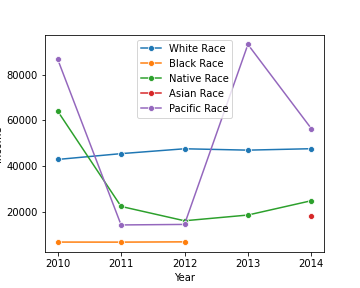 White Race
Black Race
Native Race
Asian Race
Pacific Race
80000
60000
40000
20000
2010 2011 2012 2013 2014
Year